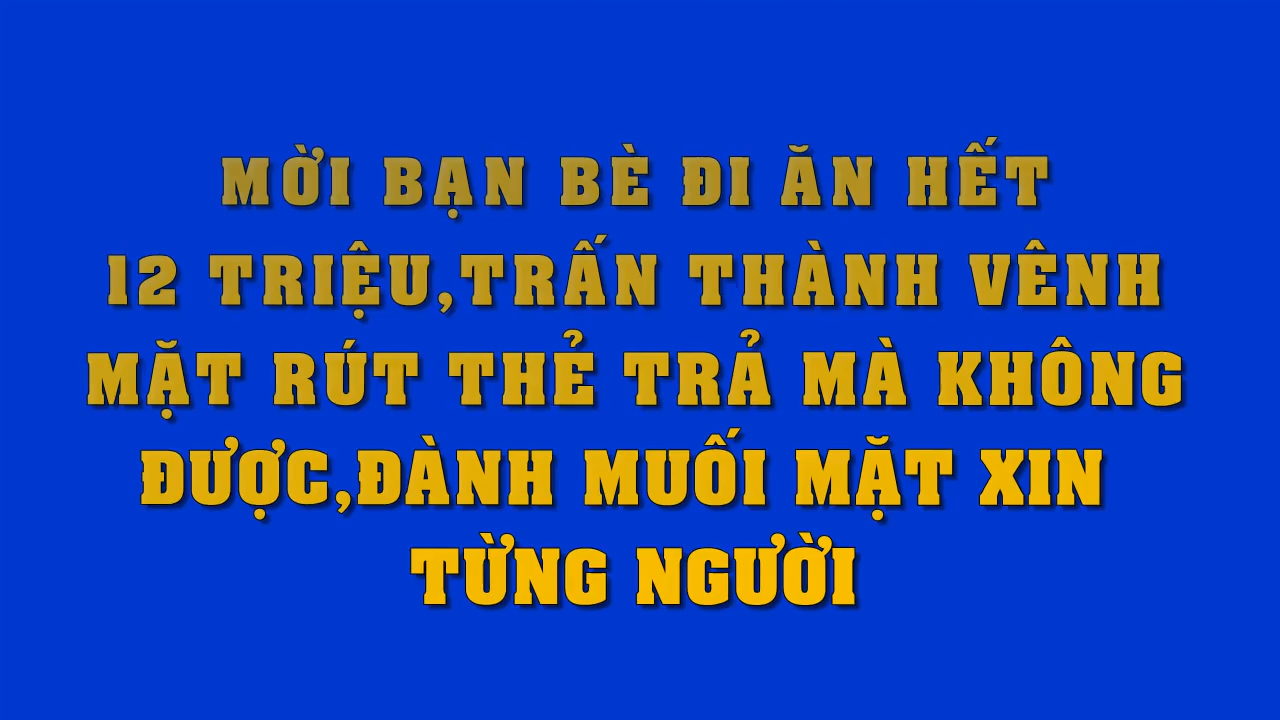 MỜI BẠN BÈ ĐI ĂN HẾT
12 TRIỆU,TRẤN THÀNH VÊNH
MẶT RÚT THẺ TRẢ MÀ KHÔNG
ĐƯỢC,ĐÀNH MUỐI MẶT XIN
TỪNG NGƯỜI